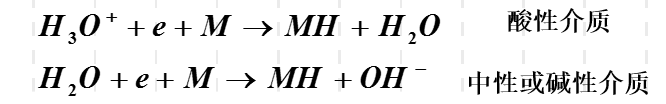 H₃O⁺ + e + M → MH + H₂O 酸性介质
H₂O + e + M → MH + OH⁻ 中性或碱性介质